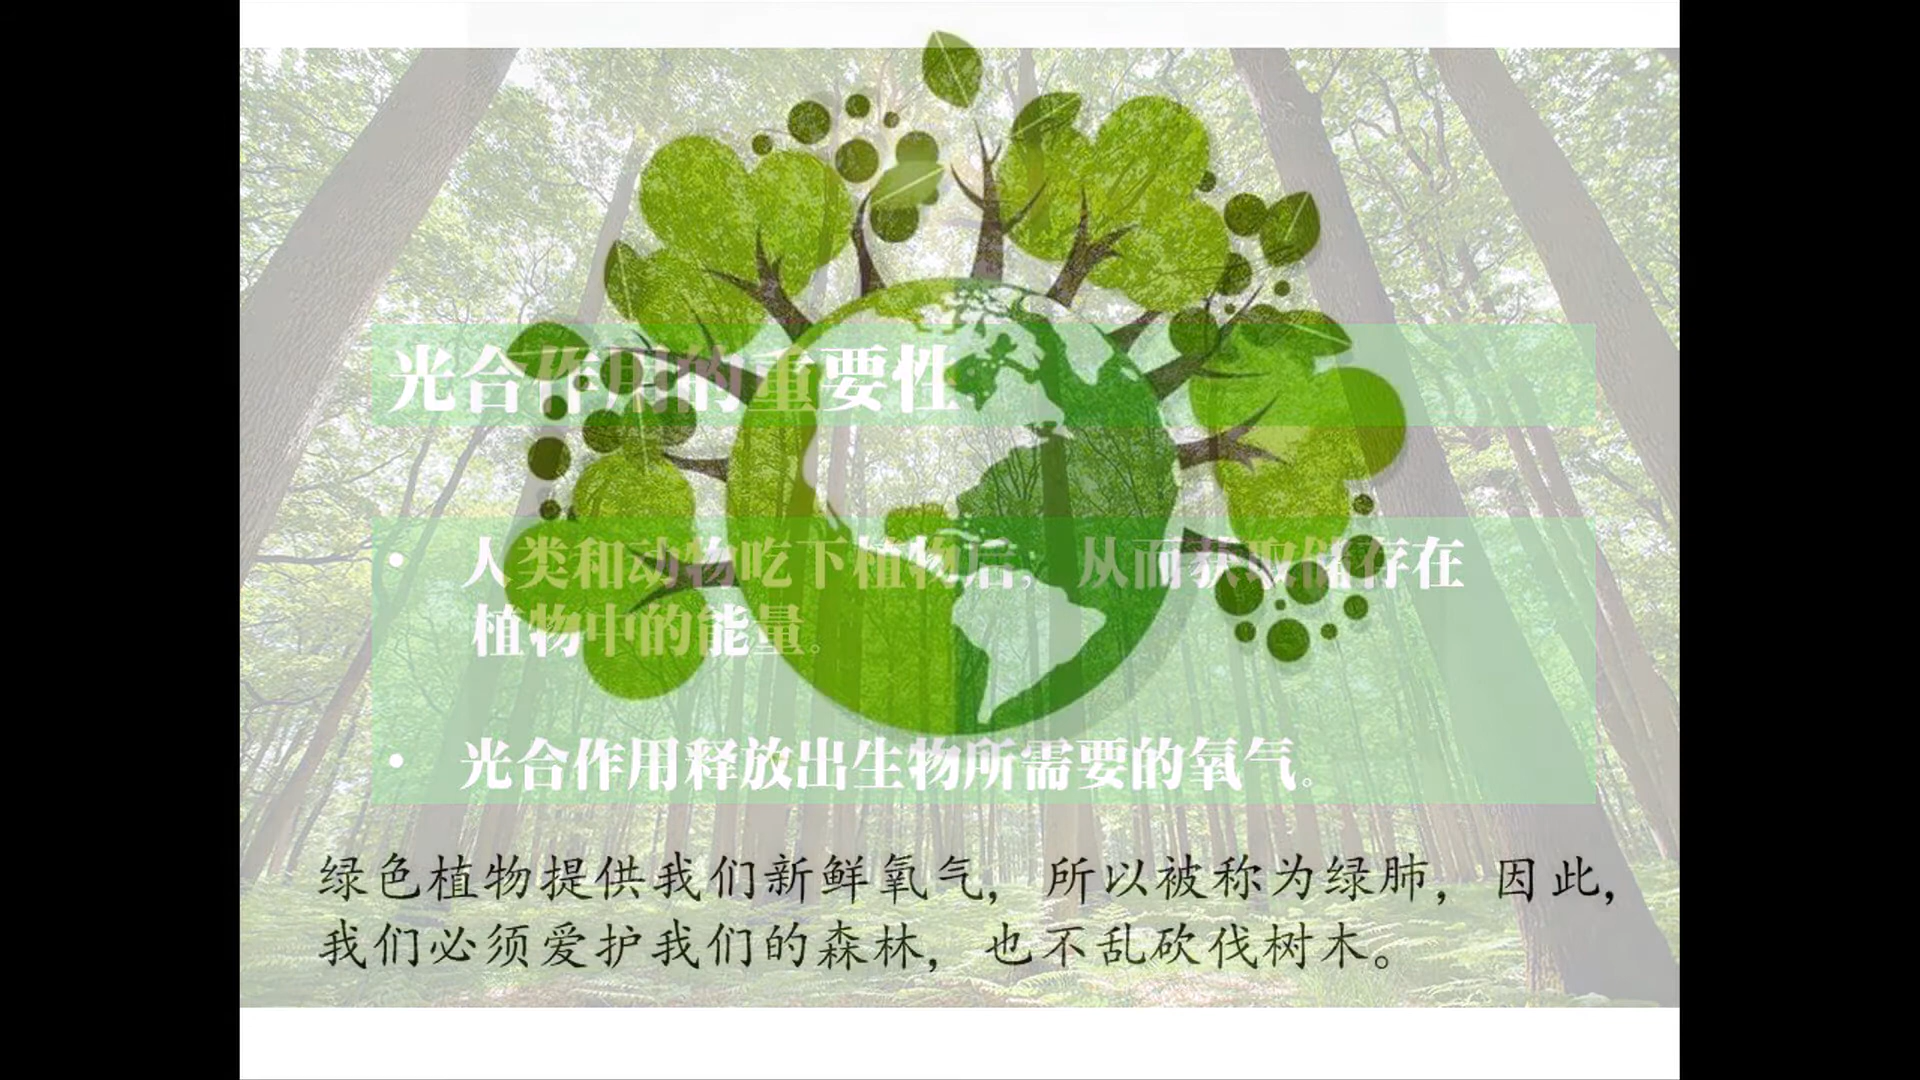 光合作用的重要性
• 人类和动物吃下植物后，从而获取储存在
植物中的能量。
• 光合作用释放出生物所需要的氧气。
绿色植物提供我们新鲜氧气，所以被称为绿肺，因此，
我们必须爱护我们的森林，也不乱砍伐树木。